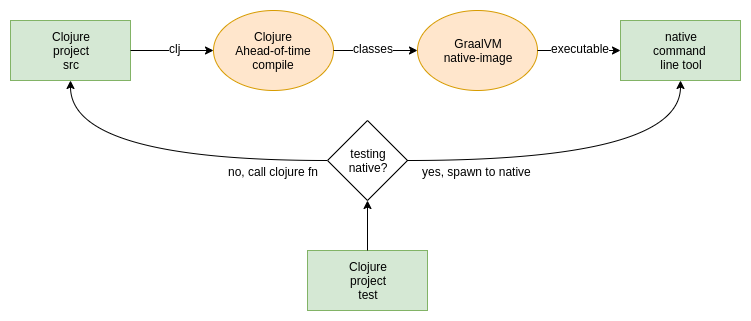 Clojure
project
src
clj
Clojure
Ahead-of-time
compile
classes
GraalVM
native-image
executable
native
command
line tool
testing
native?
no, call clojure fn
yes, spawn to native
Clojure
project
test